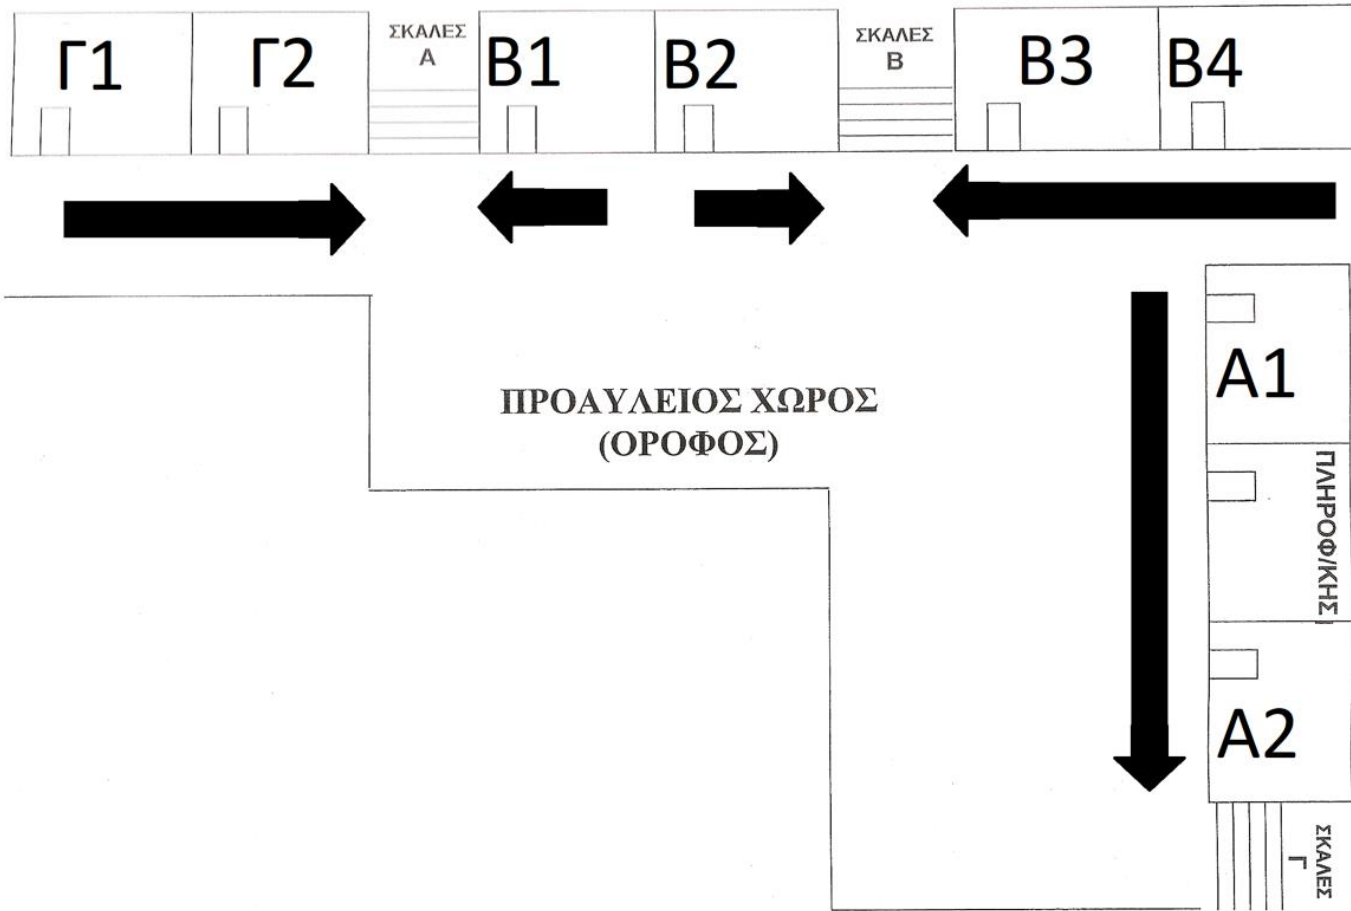 Γ1
Γ2
ΣΚΑΛΕΣ
Α
Β1
Β2
ΣΚΑΛΕΣ
Β
Β3
Β4
Α1
ΠΡΟΑΥΛΕΙΟΣ ΧΩΡΟΣ
(ΟΡΟΦΟΣ)
ΠΛΗΡΟΦ/ΚΗΣ Ι
Α2
ΣΚΑΛΕΣ
Γ